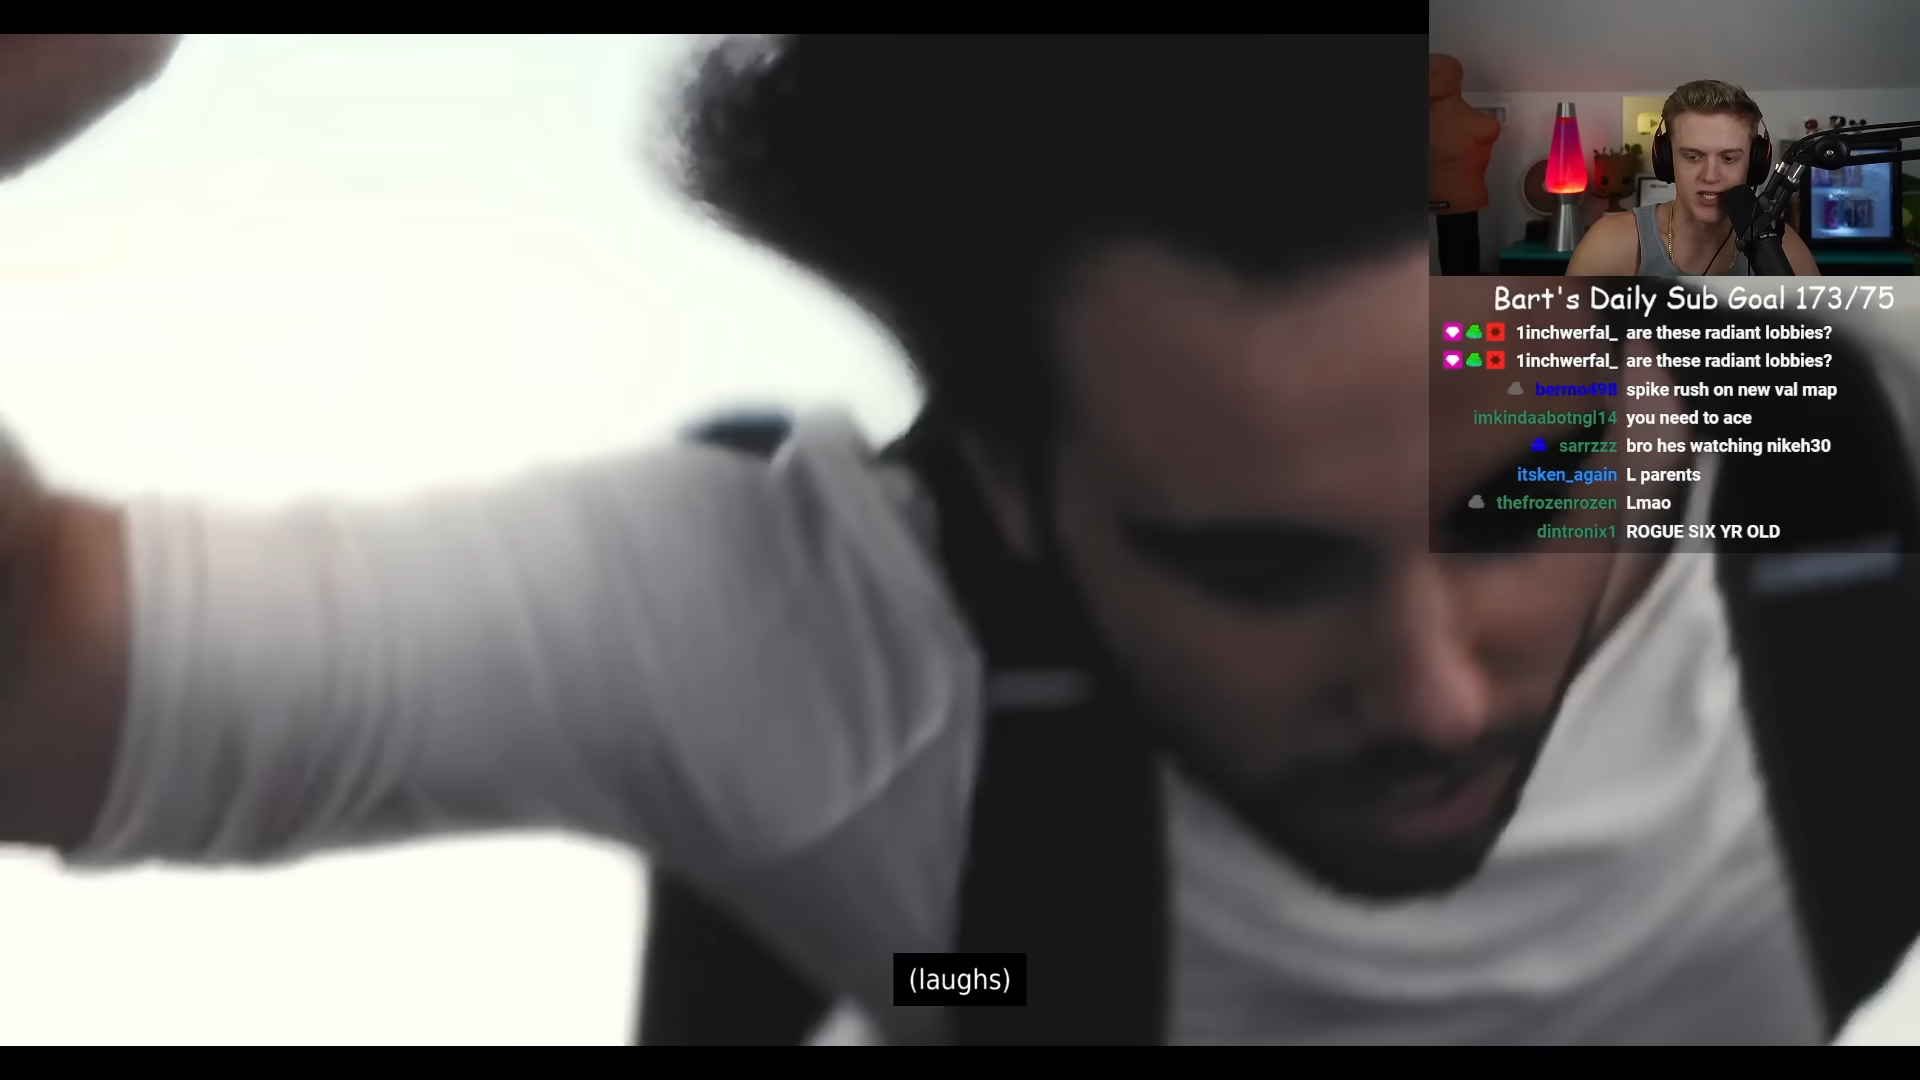 Bart's Daily Sub Goal 173/75
1inchwerfal_ are these radiant lobbies?
1inchwerfal_ are these radiant lobbies?
bermo498 spike rush on new val map
imkindaabotngl14 you need to ace
sarrzzz bro hes watching nikeh30
itsken_again L parents
thefrozenrozen Lmao
dintronix1 ROGUE SIX YR OLD
(laughs)